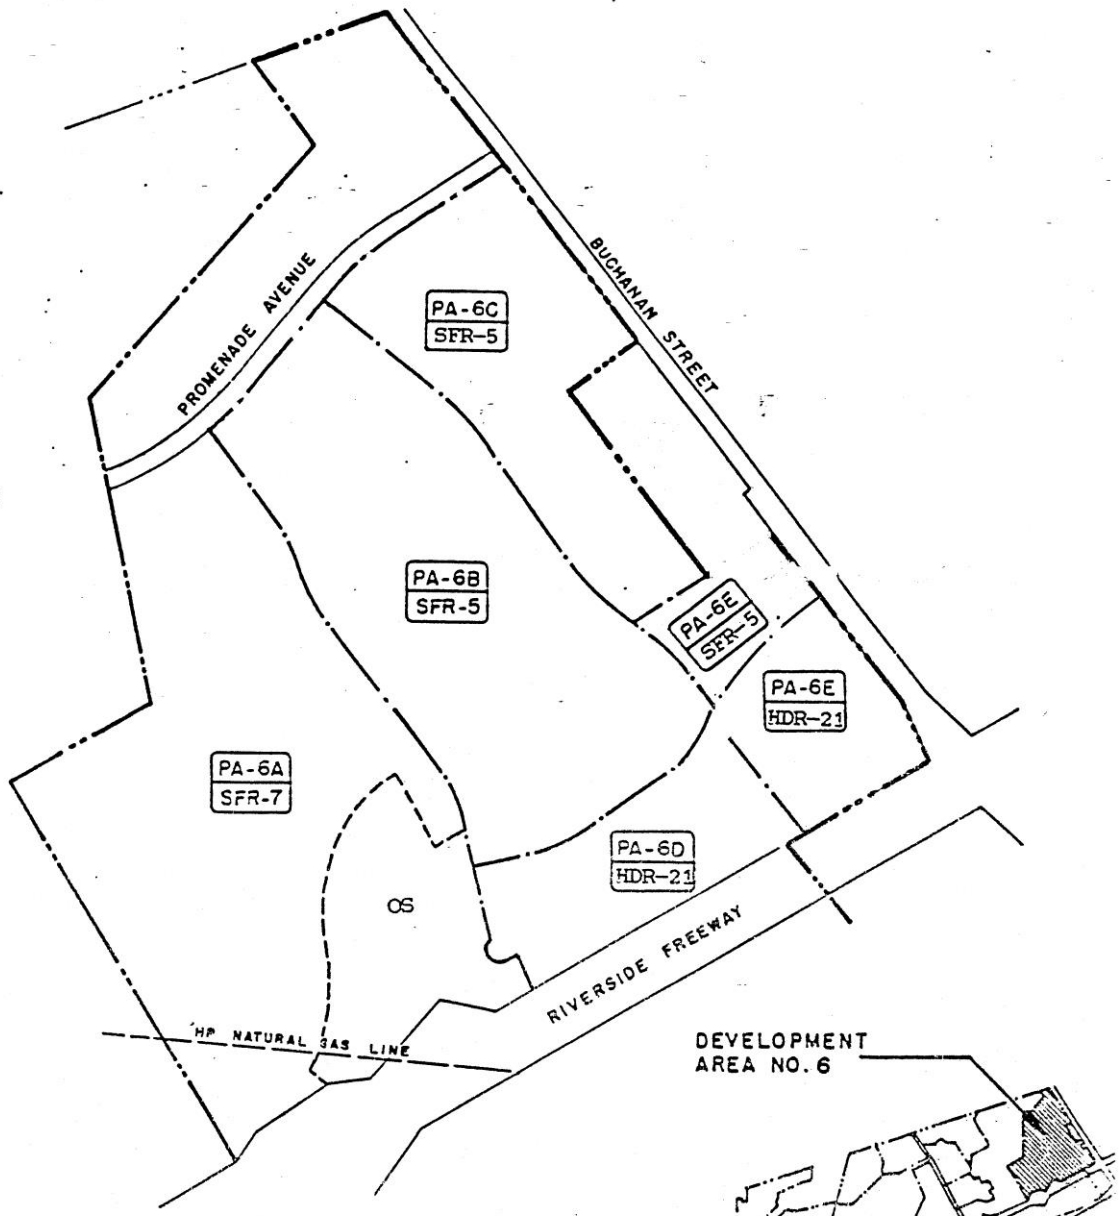 PROMENADE AVENUE
BUCHANAN STREET
PA-6C
SFR-5
PA-6B
SFR-5
PA-6E
SFR-5
PA-6E
HDR-21
PA-6A
SFR-7
PA-6D
HDR-21
OS
RIVERSIDE FREEWAY
HP NATURAL GAS LINE
DEVELOPMENT
AREA NO. 6